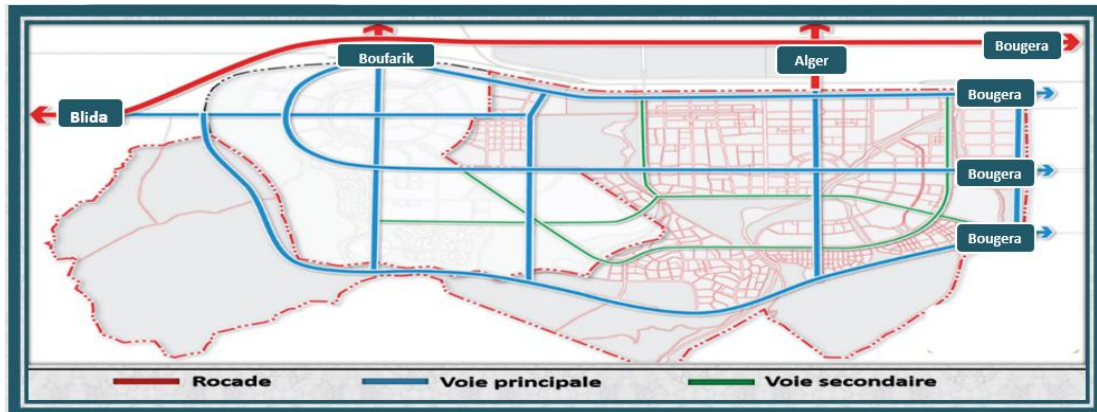 Boufarik
Alger
Bougera
Blida
Bougera
Bougera
Bougera
Rocade
Voie principale
Voie secondaire